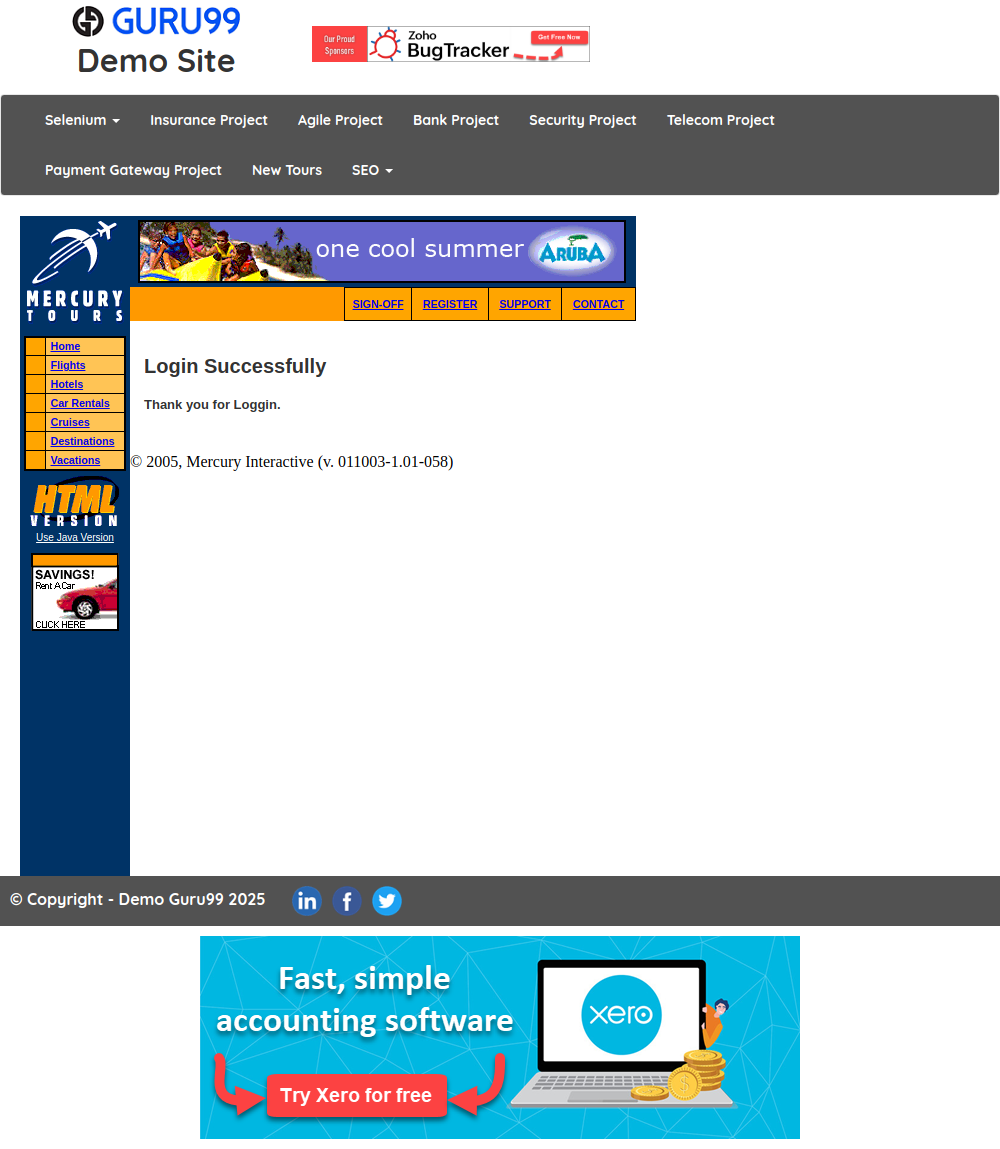 GURU99
Demo Site
Our Proud
Sponsors
Zoho
BugTracker
Get Free Now
Selenium
Insurance Project
Agile Project
Bank Project
Security Project
Telecom Project
Payment Gateway Project
New Tours
SEO
MERCURY
TOURS
one cool summer
ARUBA
SIGN-OFF
REGISTER
SUPPORT
CONTACT
Home
Flights
Hotels
Car Rentals
Cruises
Destinations
Vacations
Login Successfully
Thank you for Loggin.
© 2005, Mercury Interactive (v. 011003-1.01-058)
HTML
VERSION
Use Java Version
SAVINGS!
Rent A Car
CLICK HERE
© Copyright - Demo Guru99 2025
in
f
Fast, simple
accounting software
Try Xero for free
xero